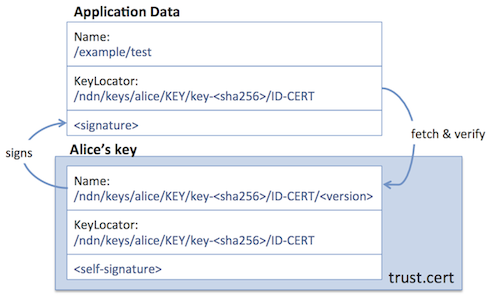 Application Data
Name:
/example/test
KeyLocator:
/ndn/keys/alice/KEY/key-<sha256>/ID-CERT
<signature>
fetch & verify
signs
Alice's key
Name:
/ndn/keys/alice/KEY/key-<sha256>/ID-CERT/<version>
KeyLocator:
/ndn/keys/alice/KEY/key-<sha256>/ID-CERT
<self-signature>
trust.cert